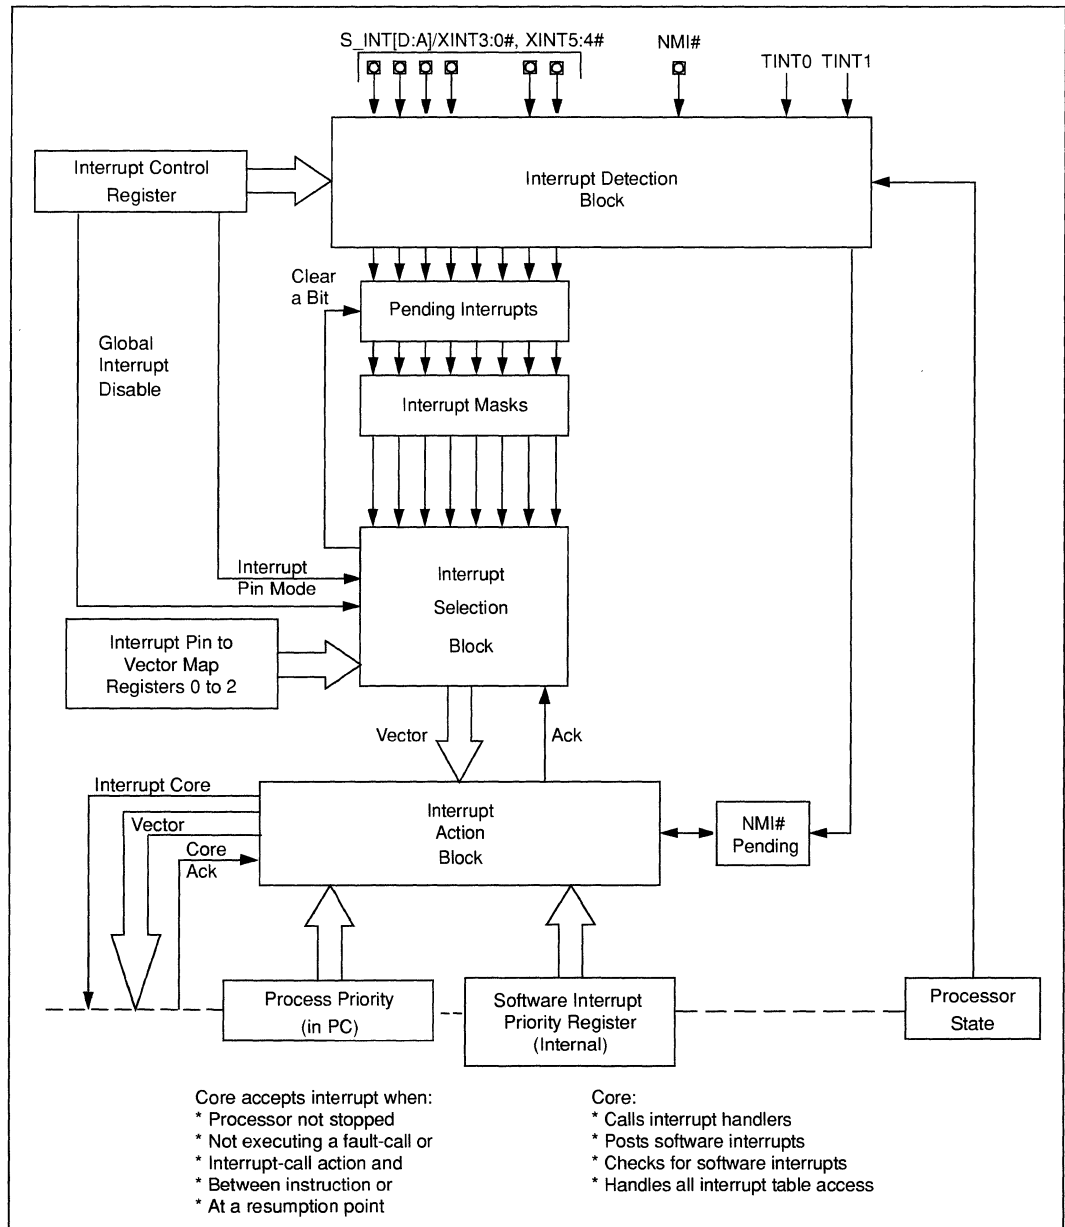 S_INT[D:A]/XINT3:0#, XINT5:4#
NMI#
TINT0 TINT1
Interrupt Control
Register
Interrupt Detection
Block
Clear
a Bit
Pending Interrupts
Global
Interrupt
Disable
Interrupt Masks
Interrupt
Pin Mode
Interrupt
Selection
Block
Interrupt Pin to
Vector Map
Registers 0 to 2
Vector
Ack
Interrupt Core
Vector
Core
Ack
Interrupt
Action
Block
NMI#
Pending
Process Priority
(in PC)
Software Interrupt
Priority Register
(Internal)
Processor
State
Core accepts interrupt when:
* Processor not stopped
* Not executing a fault-call or
* Interrupt-call action and
* Between instruction or
* At a resumption point
Core:
* Calls interrupt handlers
* Posts software interrupts
* Checks for software interrupts
* Handles all interrupt table access